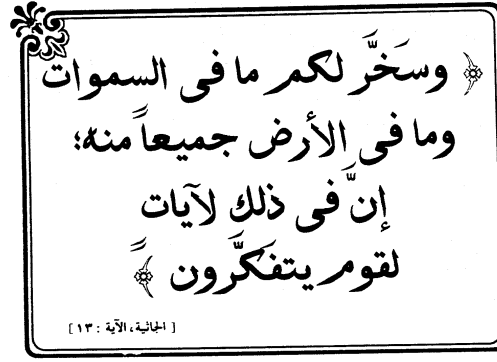 ﴿ وسَخَّر لكم ما فى السموات
وما فى الأرض جميعاً منه؛
إنَّ فى ذلك لآيات
لقوم يتفكَّرون ﴾
[ الجاثية، الآية : ١٣ ]